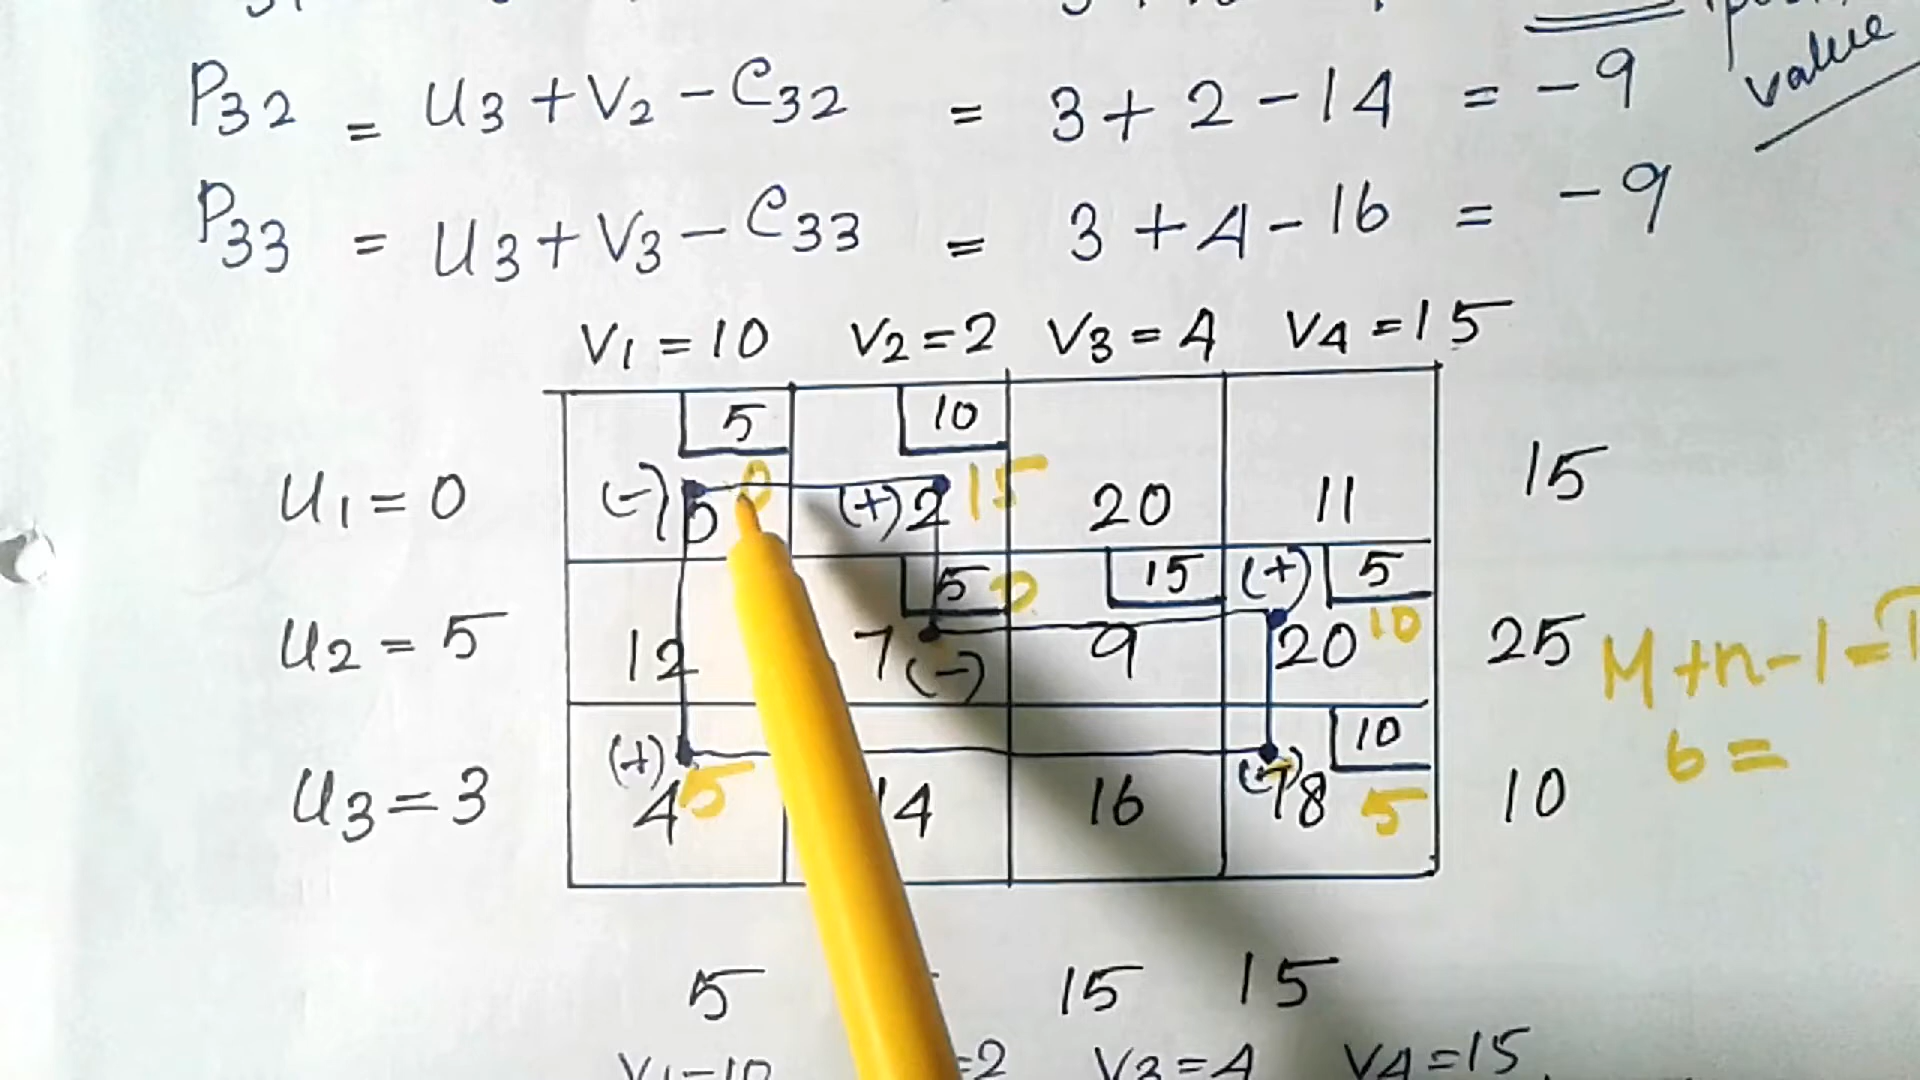 value
P32 = U3 + V2 - C32 = 3 + 2 - 14 = -9
P33 = U3 + V3 - C33 = 3 + 4 - 16 = -9
V1 = 10 V2 = 2 V3 = 4 V4 = 15
5 10
U1 = 0 (-) 5 0 (+) 2 15 20 11 15
5 0 15 (+) 5
U2 = 5 12 7 (-) 9 20 10 25 M+n-1=
6 =
(+) (-) 10
U3 = 3 4 5 14 16 18 5 10
5 15 15
=2 V3 = 4 V4 = 15